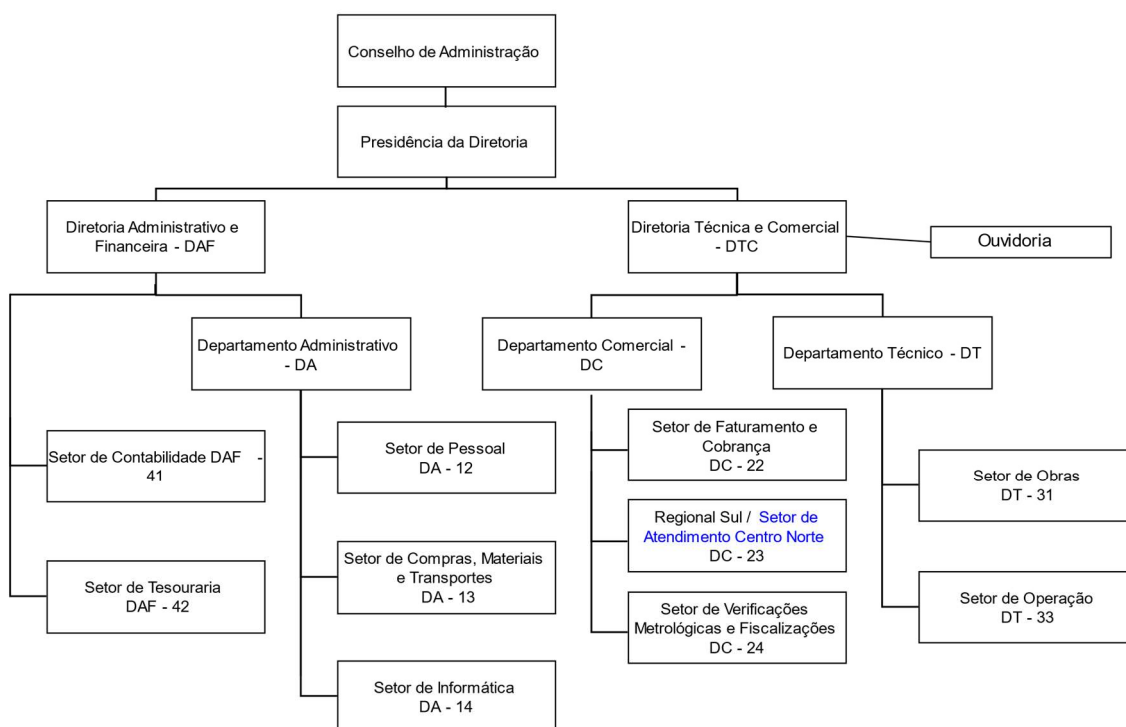 Conselho de Administração
Presidência da Diretoria
Diretoria Administrativo e
Financeira - DAF
Diretoria Técnica e Comercial
- DTC
Ouvidoria
Departamento Administrativo
- DA
Departamento Comercial -
DC
Departamento Técnico - DT
Setor de Contabilidade DAF -
41
Setor de Tesouraria
DAF - 42
Setor de Pessoal
DA - 12
Setor de Compras, Materiais
e Transportes
DA - 13
Setor de Informática
DA - 14
Setor de Faturamento e
Cobrança
DC - 22
Regional Sul / Setor de
Atendimento Centro Norte
DC - 23
Setor de Verificações
Metrológicas e Fiscalizações
DC - 24
Setor de Obras
DT - 31
Setor de Operação
DT - 33